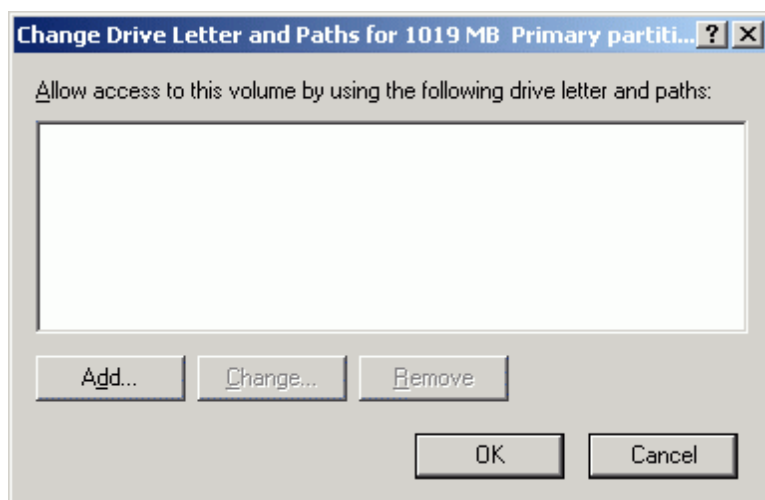 Change Drive Letter and Paths for 1019 MB Primary partiti...
Allow access to this volume by using the following drive letter and paths:
Add... Change... Remove
OK Cancel